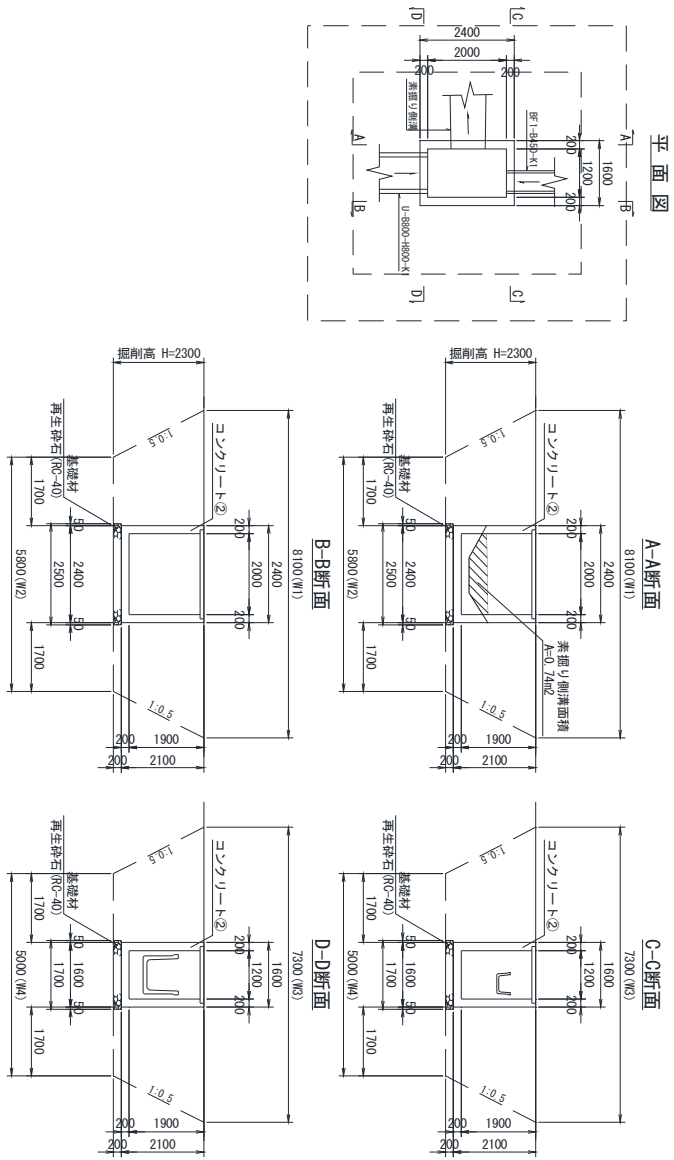 平 面 図
A
A
B
B
C
C
D
D
2400
2000
200
200
1600
1200
200
200
BF1-B450-K1
U-B800-H800-K1
素掘り側溝
A-A断面
8100(W1)
2400
2000
200
200
コンクリート②
素掘り側溝面積
A=0.74m2
掘削高 H=2300
1:0.5
1:0.5
1900
200
2100
200
基礎材
再生砕石(RC-40)
1700
50
2400
50
1700
2500
5800(W2)
B-B断面
8100(W1)
2400
2000
200
200
コンクリート②
掘削高 H=2300
1:0.5
1:0.5
1900
200
2100
200
基礎材
再生砕石(RC-40)
1700
50
2400
50
1700
2500
5800(W2)
C-C断面
7300(W3)
1600
1200
200
200
コンクリート②
1:0.5
1:0.5
1900
200
2100
200
基礎材
再生砕石(RC-40)
1700
50
1600
50
1700
1700
5000(W4)
D-D断面
7300(W3)
1600
1200
200
200
コンクリート②
1:0.5
1:0.5
1900
200
2100
200
基礎材
再生砕石(RC-40)
1700
50
1600
50
1700
1700
5000(W4)